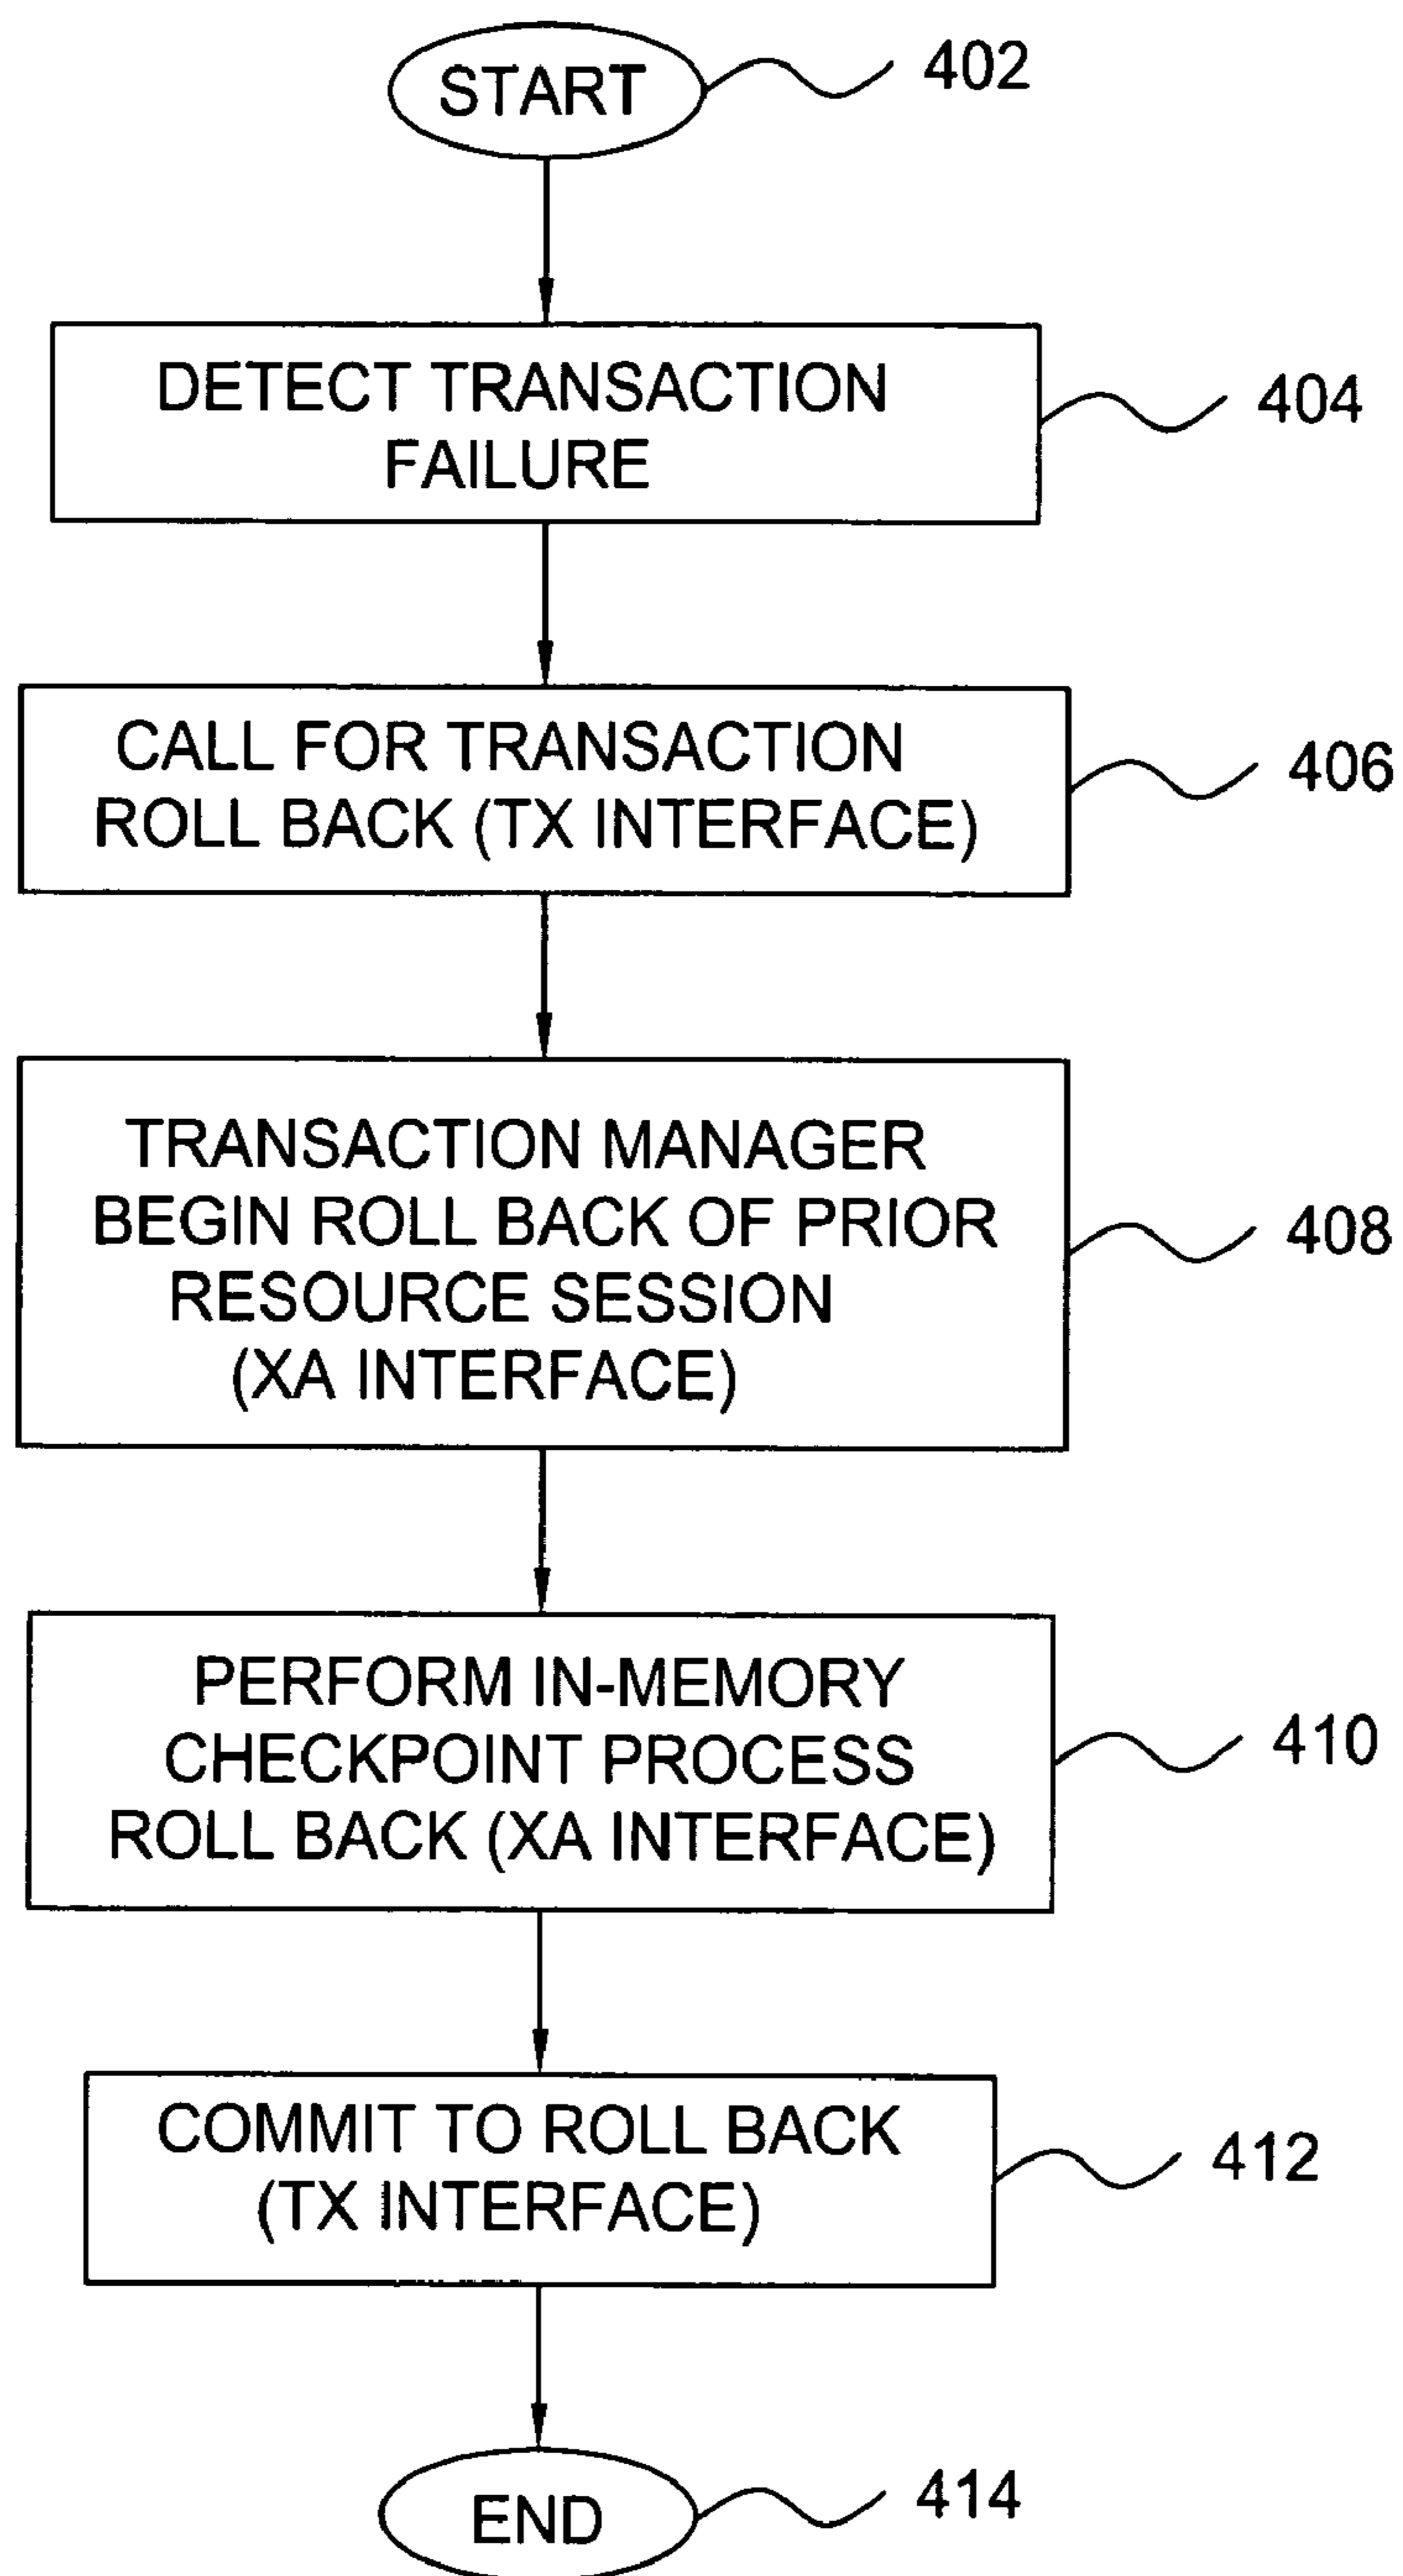 START
402
DETECT TRANSACTION
FAILURE
404
CALL FOR TRANSACTION
ROLL BACK (TX INTERFACE)
406
TRANSACTION MANAGER
BEGIN ROLL BACK OF PRIOR
RESOURCE SESSION
(XA INTERFACE)
408
PERFORM IN-MEMORY
CHECKPOINT PROCESS
ROLL BACK (XA INTERFACE)
410
COMMIT TO ROLL BACK
(TX INTERFACE)
412
END
414